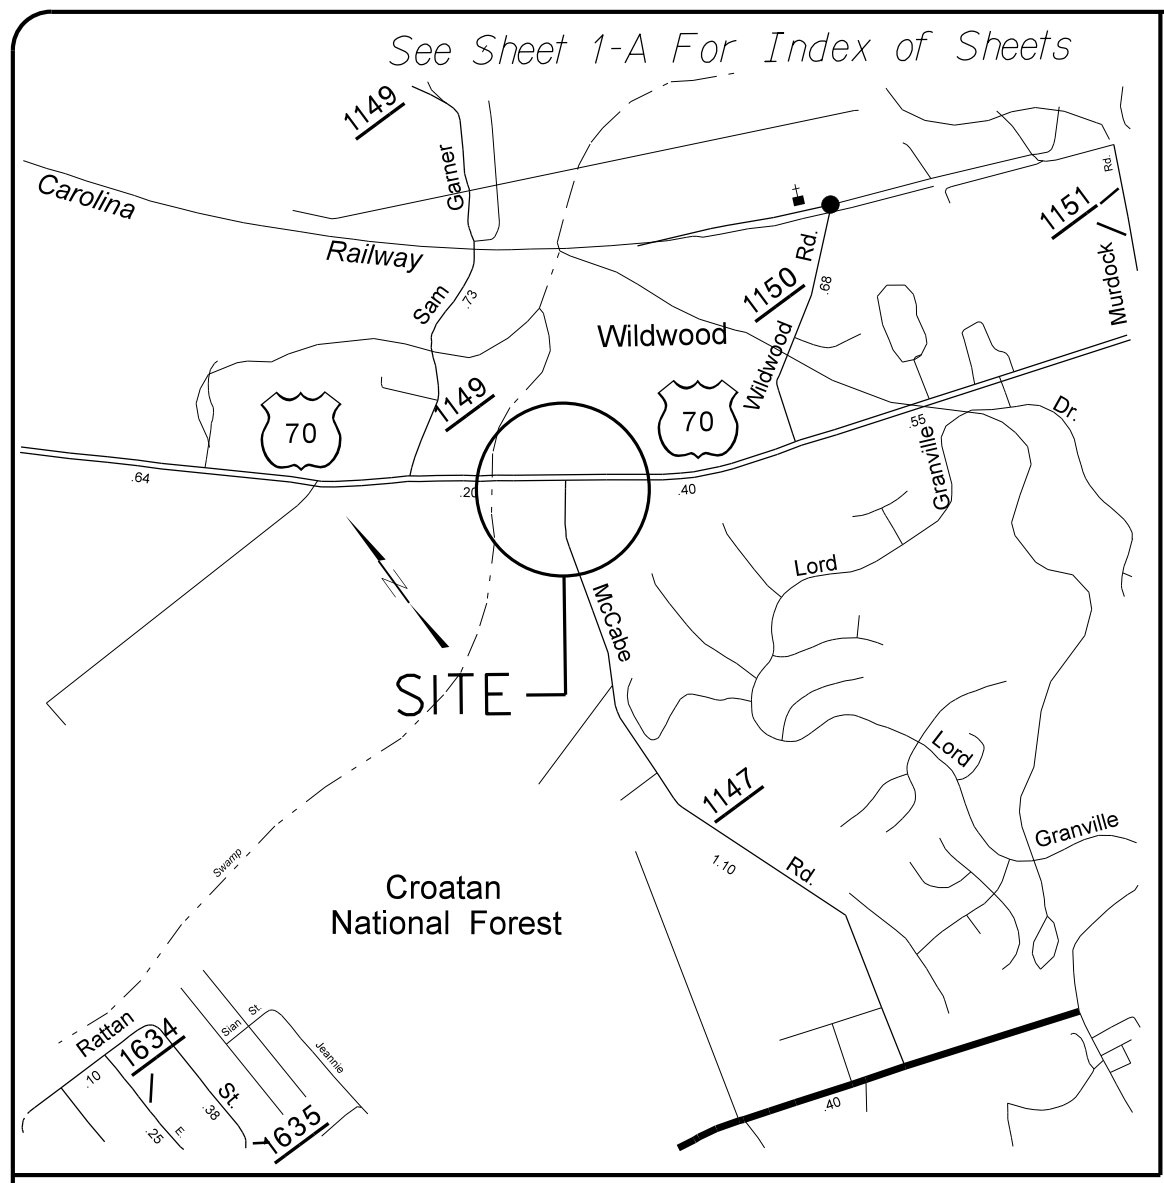 See Sheet 1-A For Index of Sheets
1149
Garner
Carolina
Rd.
1151
Railway
Rd.
1150
.68
Murdock
Sam
.73
Wildwood
Wildwood
1149
70
70
Dr.
.55
Granville
.64
.20
.40
Lord
N
McCabe
SITE
Lord
1147
Granville
1.10
Rd.
Swamp
Croatan
National Forest
Rattan
1634
Sian St.
Jeannie
.10
St.
.38
.25
E.
1635
.40